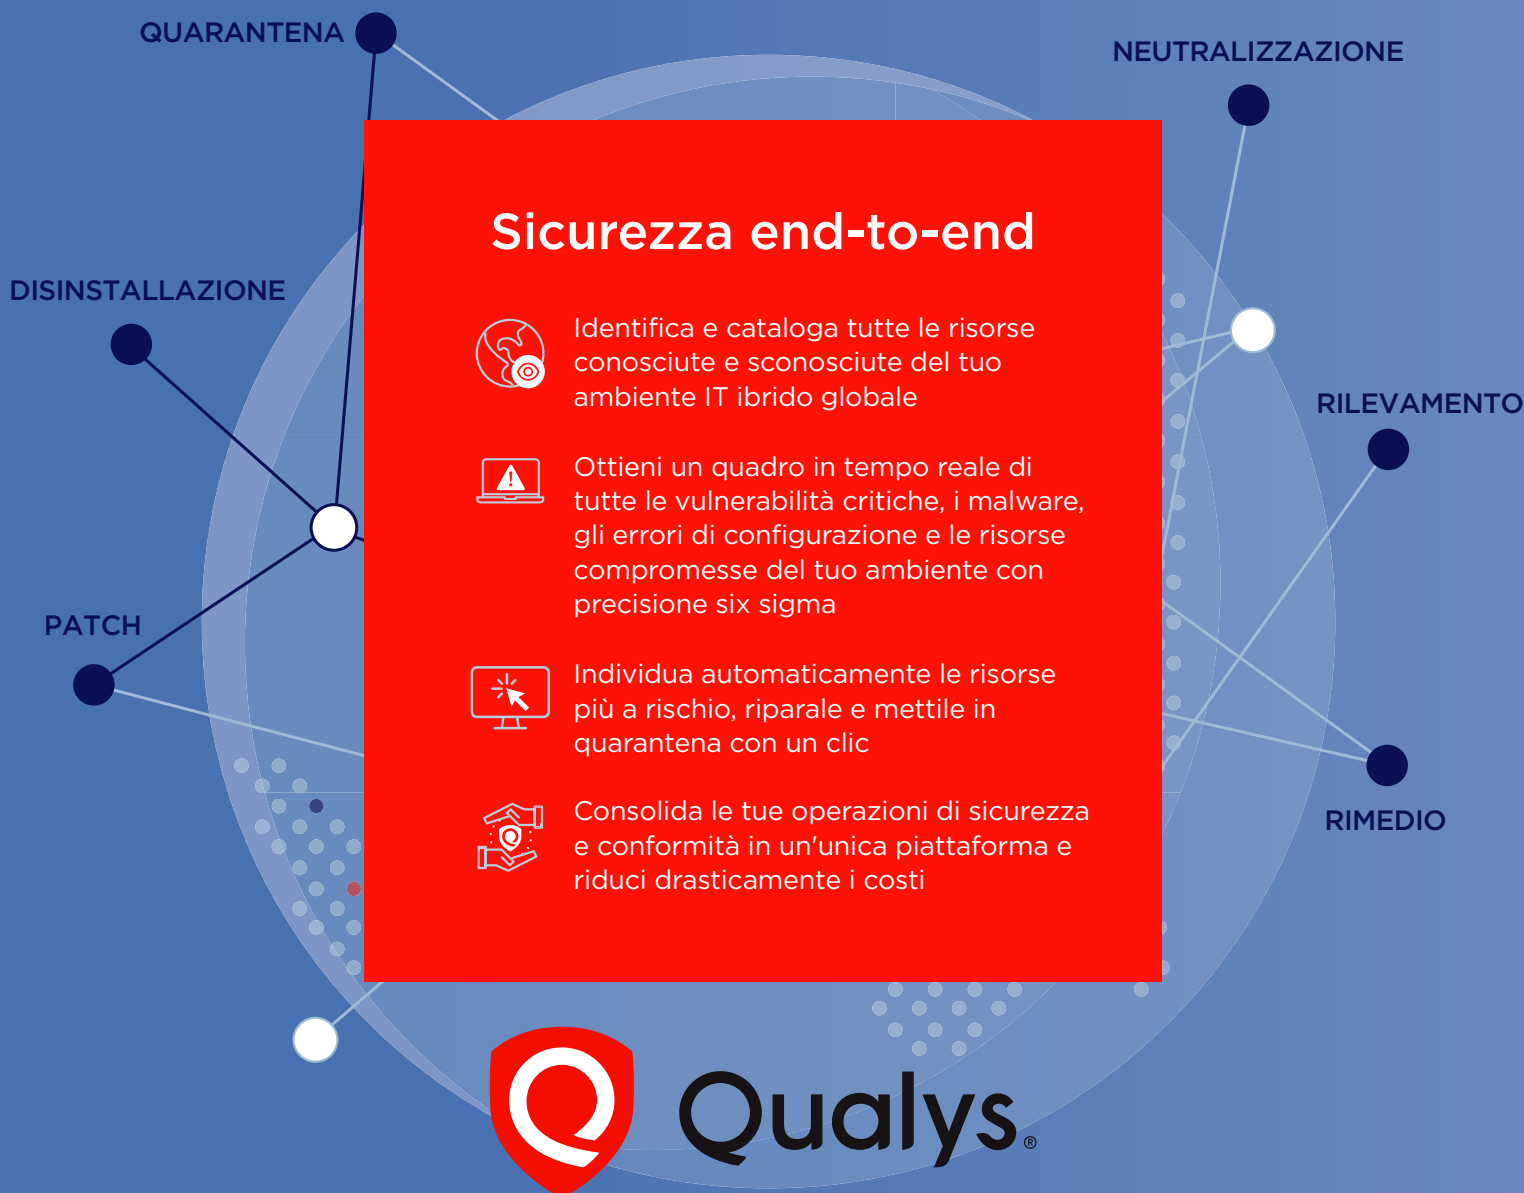 QUARANTENA
NEUTRALIZZAZIONE
DISINSTALLAZIONE
RILEVAMENTO
PATCH
RIMEDIO
Sicurezza end-to-end
Identifica e cataloga tutte le risorse
conosciute e sconosciute del tuo
ambiente IT ibrido globale
Ottieni un quadro in tempo reale di
tutte le vulnerabilità critiche, i malware,
gli errori di configurazione e le risorse
compromesse del tuo ambiente con
precisione six sigma
Individua automaticamente le risorse
più a rischio, riparale e mettile in
quarantena con un clic
Consolida le tue operazioni di sicurezza
e conformità in un'unica piattaforma e
riduci drasticamente i costi
Qualys®